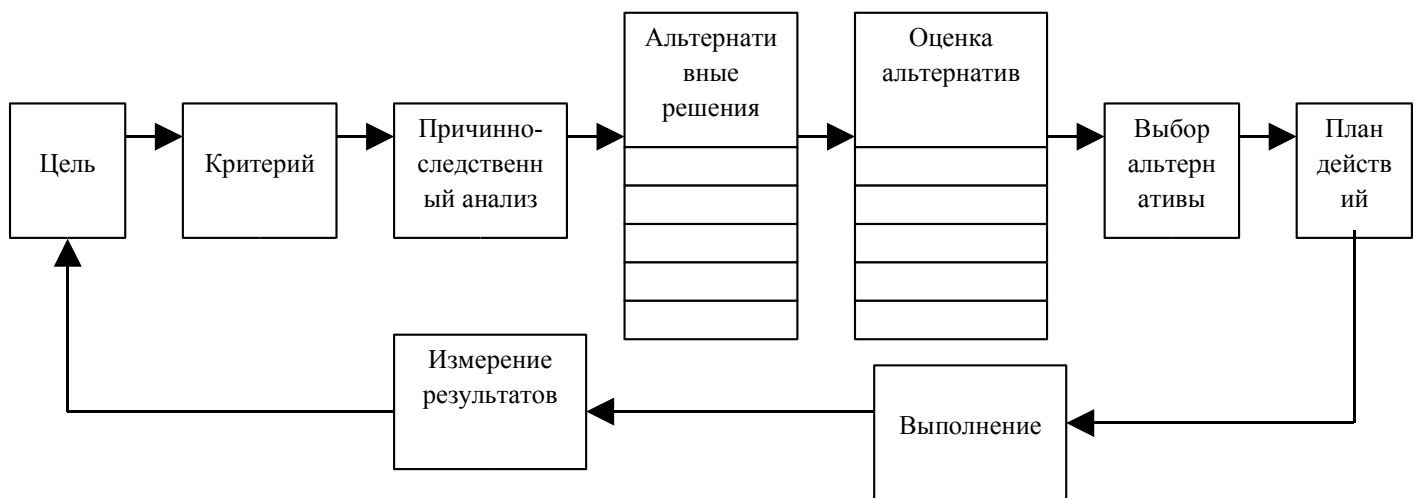 Цель
Критерий
Причинно-
следственн
ый анализ
Альтернати
вные
решения
Оценка
альтернатив
Выбор
альтерн
ативы
План
действ
ий
Выполнение
Измерение
результатов